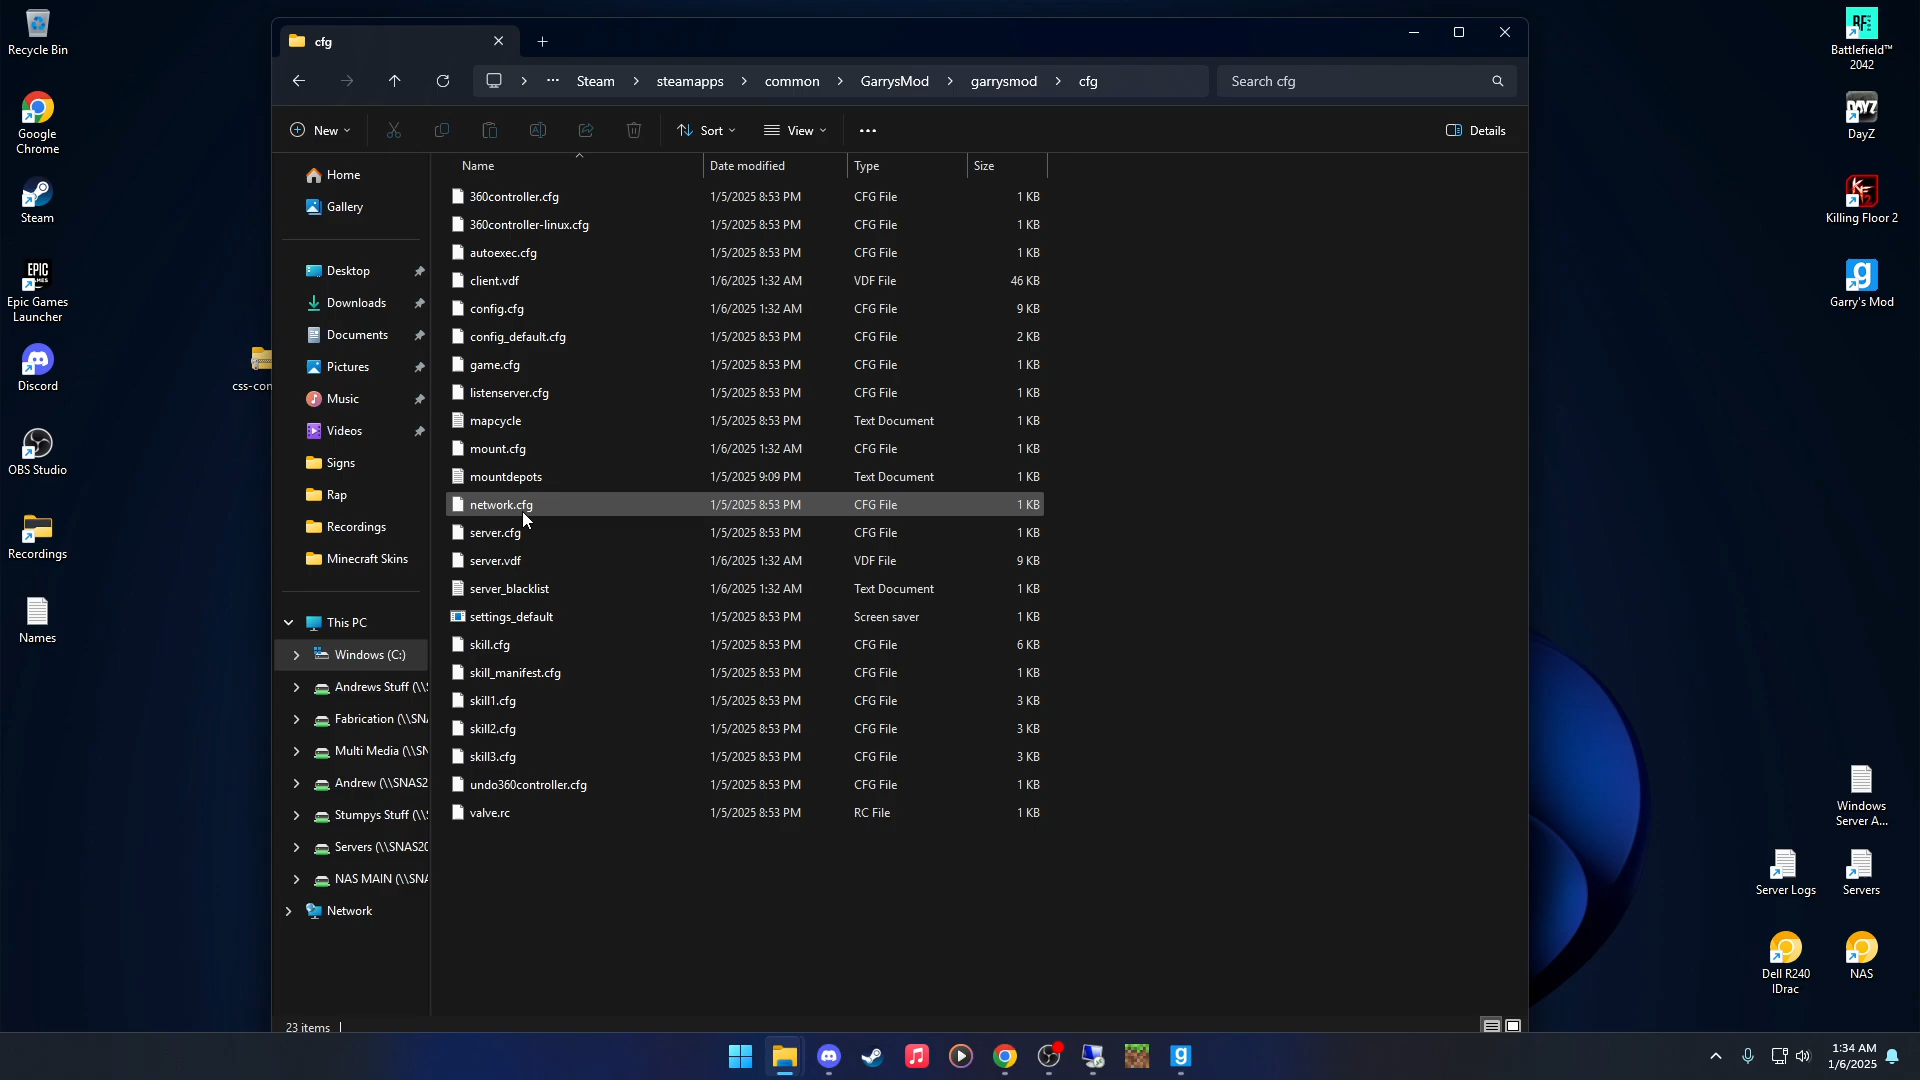 cfg
Steam
steamapps
common
GarrysMod
garrysmod
cfg
Search cfg
New
Sort
View
Details
Name
Date modified
Type
Size
Home
Gallery
Desktop
Downloads
Documents
Pictures
Music
Videos
Signs
Rap
Recordings
Minecraft Skins
This PC
Windows (C:)
Andrews Stuff (\\S
Fabrication (\\SN
Multi Media (\\SN
Andrew (\\SNAS2
Stumpys Stuff (\\S
Servers (\\SNAS20
NAS MAIN (\\SN
Network
360controller.cfg 1/5/2025 8:53 PM CFG File 1 KB
360controller-linux.cfg 1/5/2025 8:53 PM CFG File 1 KB
autoexec.cfg 1/5/2025 8:53 PM CFG File 1 KB
client.vdf 1/6/2025 1:32 AM VDF File 46 KB
config.cfg 1/6/2025 1:32 AM CFG File 9 KB
config_default.cfg 1/5/2025 8:53 PM CFG File 2 KB
game.cfg 1/5/2025 8:53 PM CFG File 1 KB
listenserver.cfg 1/5/2025 8:53 PM CFG File 1 KB
mapcycle 1/5/2025 8:53 PM Text Document 1 KB
mount.cfg 1/6/2025 1:32 AM CFG File 1 KB
mountdepots 1/5/2025 9:09 PM Text Document 1 KB
network.cfg 1/5/2025 8:53 PM CFG File 1 KB
server.cfg 1/5/2025 8:53 PM CFG File 1 KB
server.vdf 1/6/2025 1:32 AM VDF File 9 KB
server_blacklist 1/6/2025 1:32 AM Text Document 1 KB
settings_default 1/5/2025 8:53 PM Screen saver 1 KB
skill.cfg 1/5/2025 8:53 PM CFG File 6 KB
skill_manifest.cfg 1/5/2025 8:53 PM CFG File 1 KB
skill1.cfg 1/5/2025 8:53 PM CFG File 3 KB
skill2.cfg 1/5/2025 8:53 PM CFG File 3 KB
skill3.cfg 1/5/2025 8:53 PM CFG File 3 KB
undo360controller.cfg 1/5/2025 8:53 PM CFG File 1 KB
valve.rc 1/5/2025 8:53 PM RC File 1 KB
23 items
Recycle Bin
Google
Chrome
Steam
EPIC
GAMES
Epic Games
Launcher
Discord
OBS Studio
Recordings
Names
css-con
Battlefield™
2042
DAYZ
DayZ
Killing Floor 2
Garry's Mod
Windows
Server A...
Server Logs
Servers
Dell R240
IDrac
NAS
1:34 AM
1/6/2025